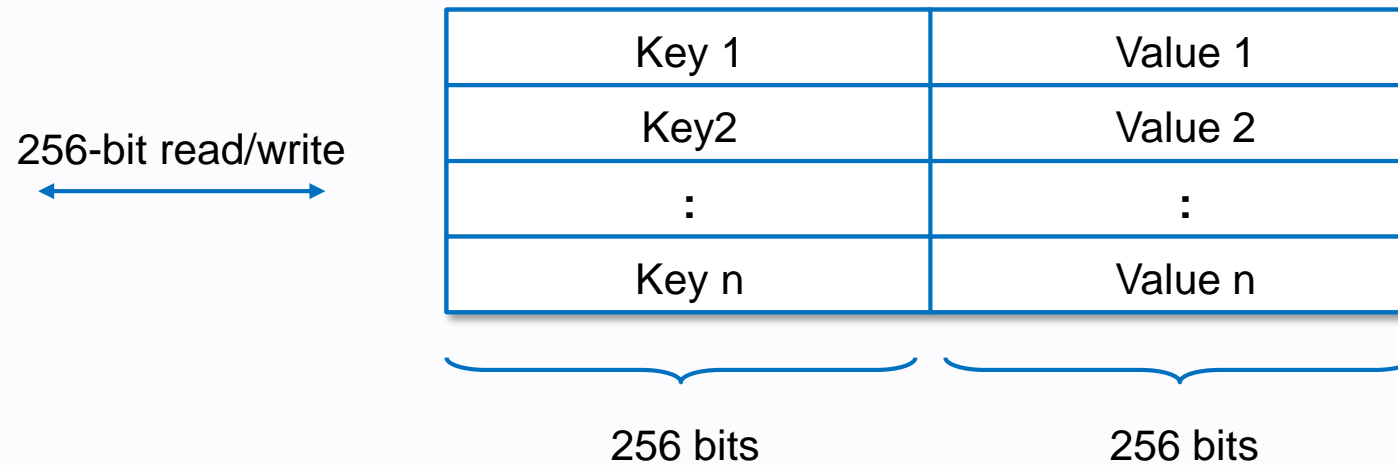 Key 1 Value 1
256-bit read/write
Key2 Value 2
: :
Key n Value n
256 bits 256 bits